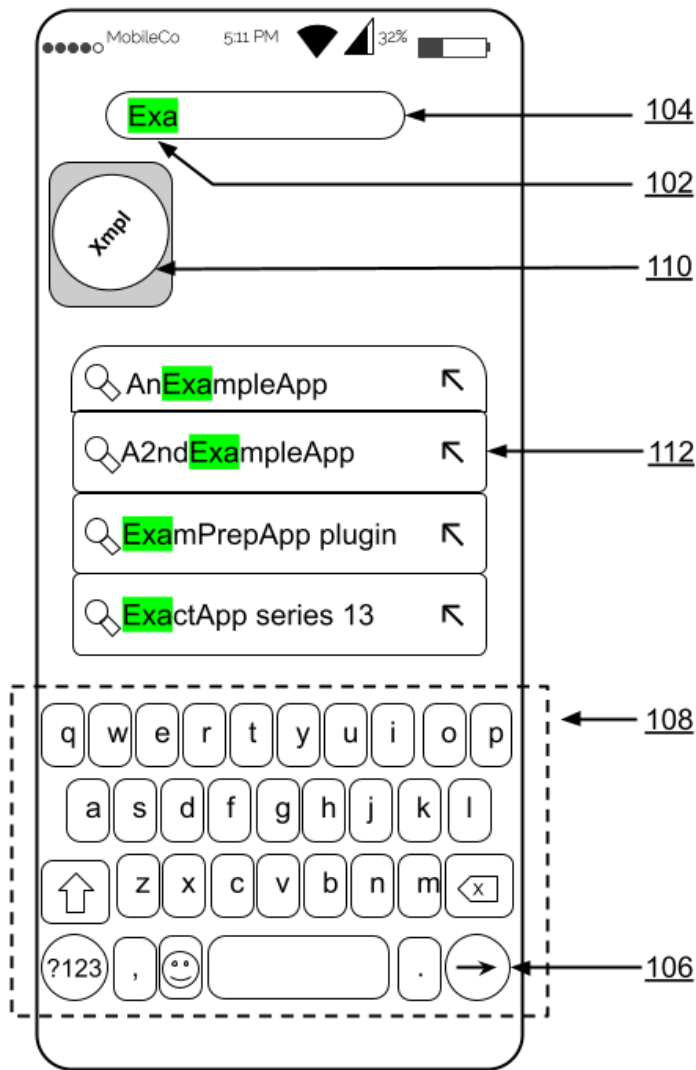 MobileCo 5:11 PM 32%
Exa
104
102
Xmpl
110
AnExampleApp
A2ndExampleApp
112
ExamPrepApp plugin
ExactApp series 13
108
q w e r t y u i o p
a s d f g h j k l
z x c v b n m x
?123 , .
106